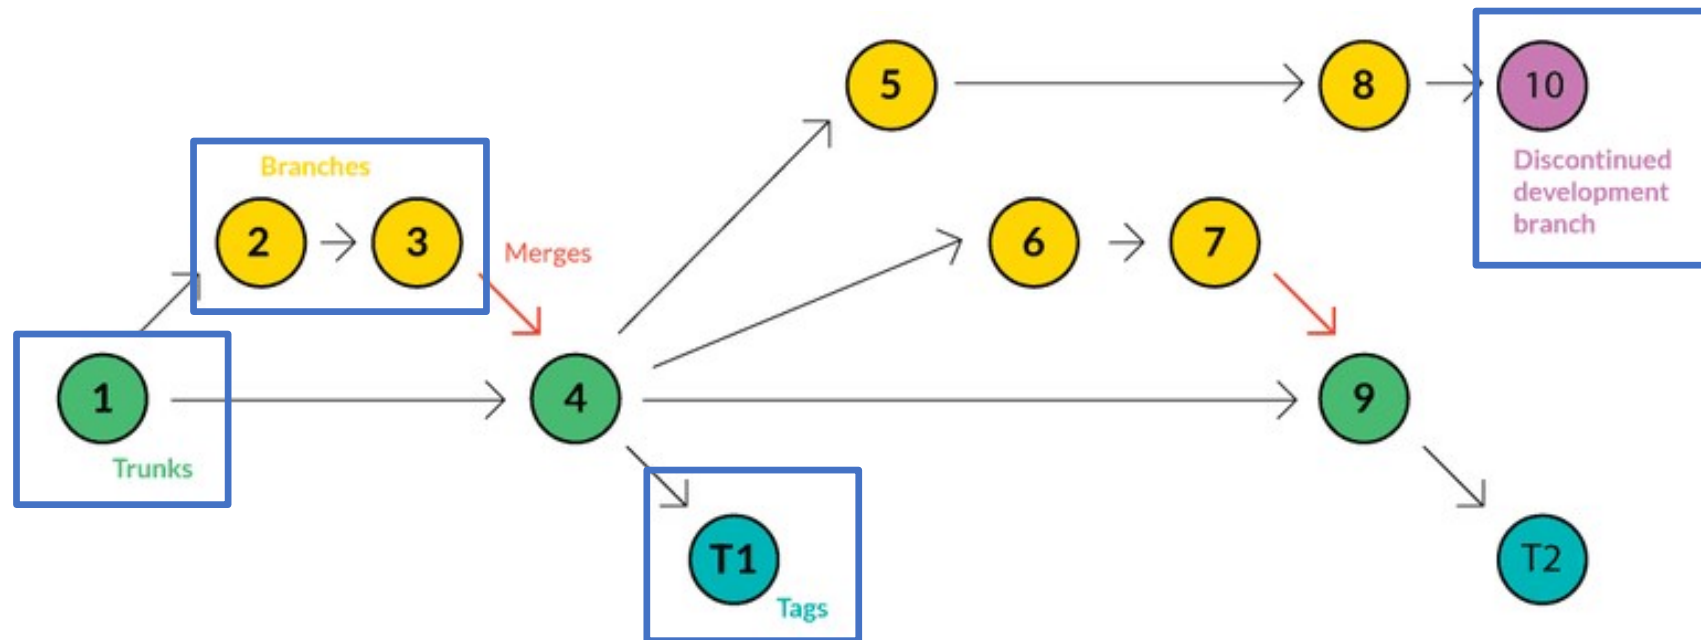 5
8
10
Discontinued
development
branch
Branches
2
3
Merges
6
7
1
Trunks
4
9
T1
Tags
T2